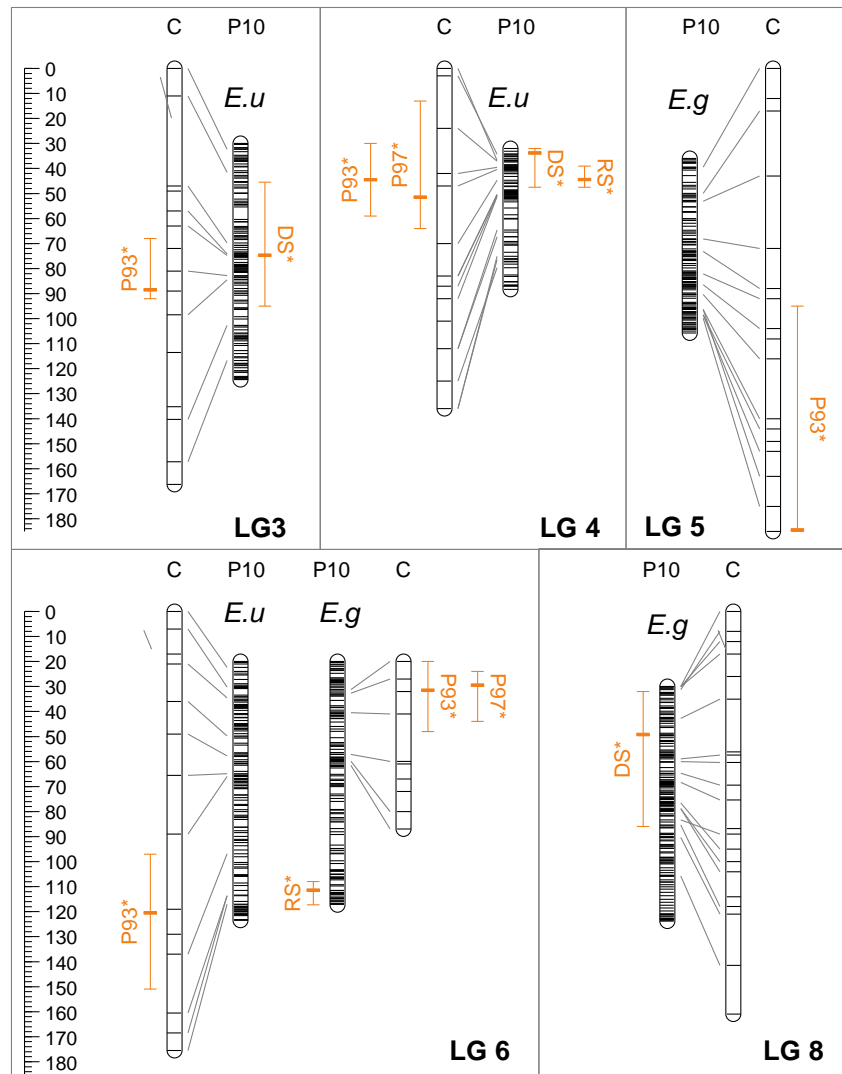 C P10 C P10 P10 C
E.u E.u E.g
0
10
20
30
40
50
60
70
80
90
100
110
120
130
140
150
160
170
180
P93*
DS*
P93*
P97*
DS*
RS*
P93*
LG3 LG 4 LG 5
C P10 P10 C P10 C
E.u E.g E.g
0
10
20
30
40
50
60
70
80
90
100
110
120
130
140
150
160
170
180
P93*
RS*
P93*
P97*
DS*
LG 6 LG 8